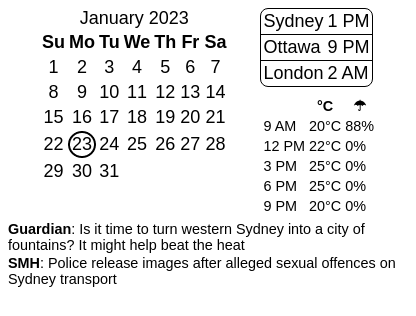 January 2023
Su Mo Tu We Th Fr Sa
1 2 3 4 5 6 7
8 9 10 11 12 13 14
15 16 17 18 19 20 21
22 23 24 25 26 27 28
29 30 31
Sydney 1 PM
Ottawa 9 PM
London 2 AM
°C ☂
9 AM 20°C 88%
12 PM 22°C 0%
3 PM 25°C 0%
6 PM 25°C 0%
9 PM 20°C 0%
Guardian: Is it time to turn western Sydney into a city of
fountains? It might help beat the heat
SMH: Police release images after alleged sexual offences on
Sydney transport